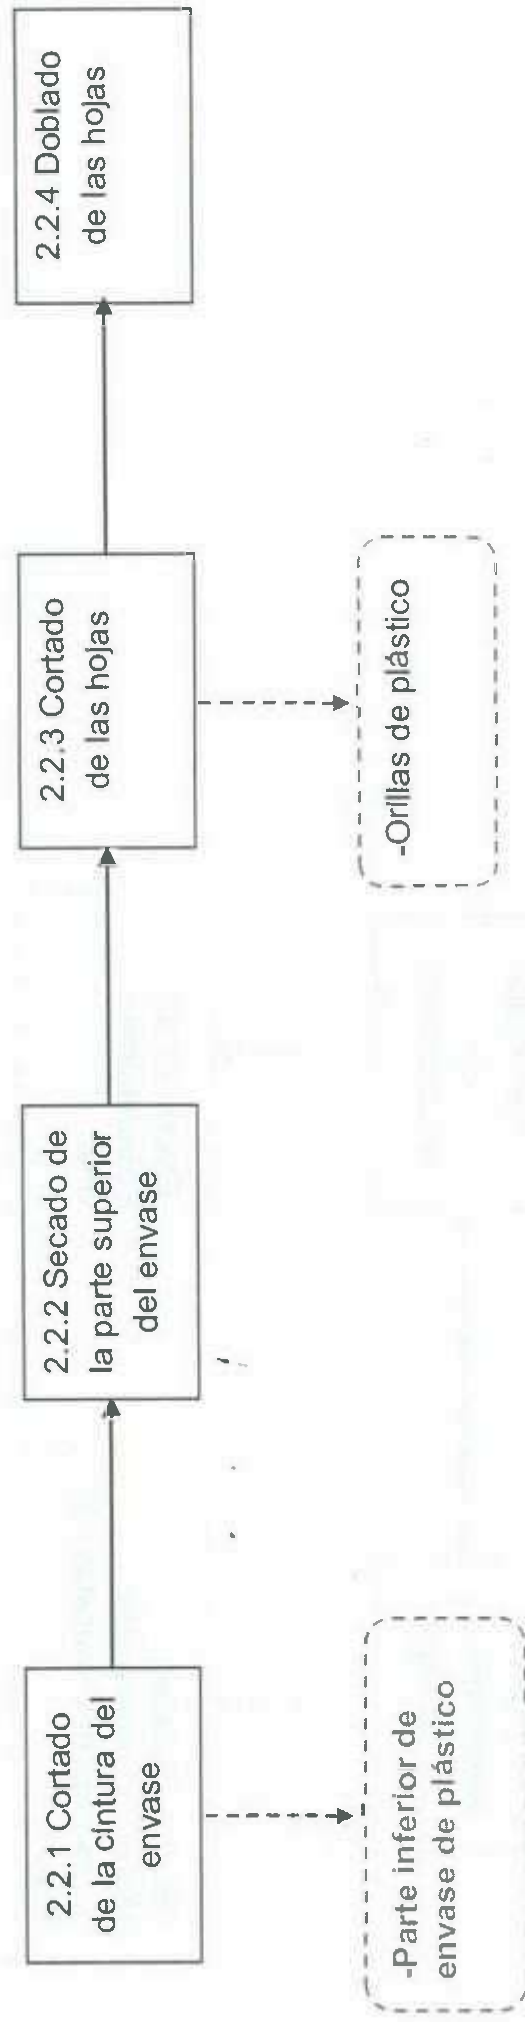 2.2.1 Cortado
de la cintura del
envase
2.2.2 Secado de
la parte superior
del envase
2.2.3 Cortado
de las hojas
2.2.4 Doblado
de las hojas
-Parte inferior de
envase de plástico
-Orillas de plástico